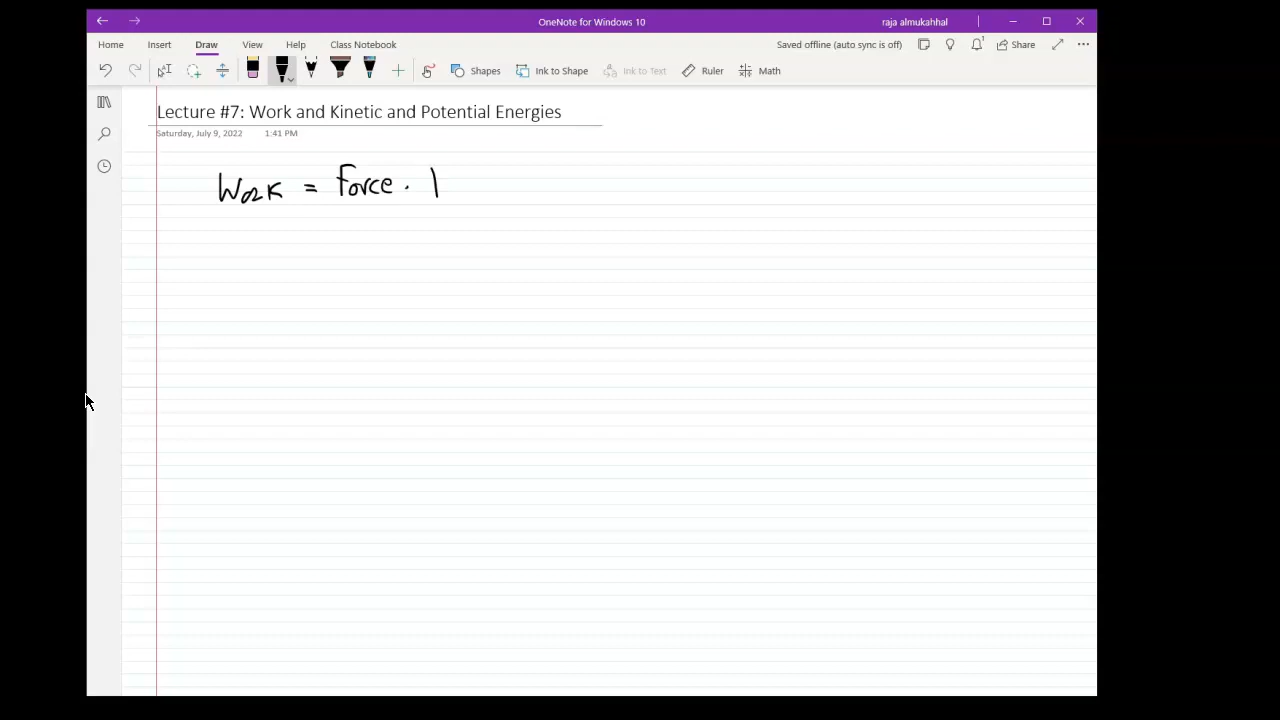 OneNote for Windows 10
raja almukahhal
Home Insert Draw View Help Class Notebook
Saved offline (auto sync is off)
1
Share
Shapes
Ink to Shape
Ink to Text
Ruler
Math
Lecture #7: Work and Kinetic and Potential Energies
Saturday, July 9, 2022 1:41 PM
Work = Force .